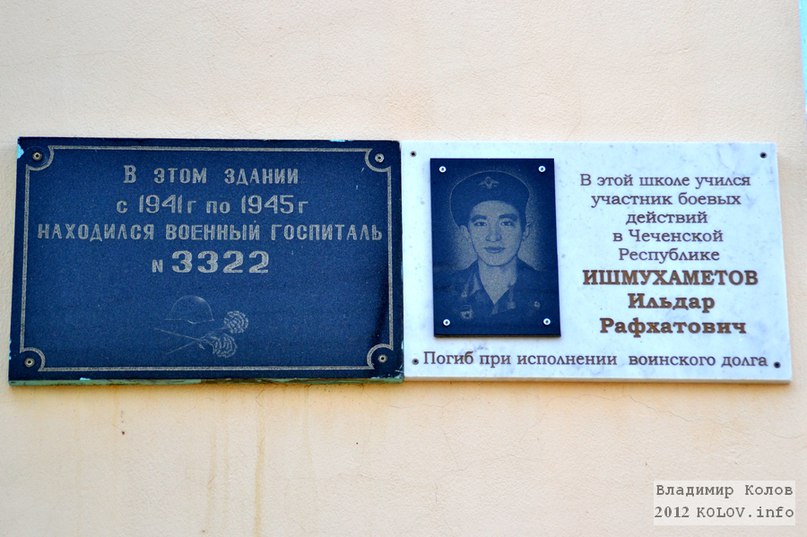 В ЭТОМ ЗДАНИИ
С 1941Г ПО 1945Г
НАХОДИЛСЯ ВОЕННЫЙ ГОСПИТАЛЬ
N 3322
В этой школе учился
участник боевых
действий
в Чеченской
Республике
ИШМУХАМЕТОВ
Ильдар
Рафхатович
Погиб при исполнении воинского долга
Владимир Колов
2012 KOLOV.info